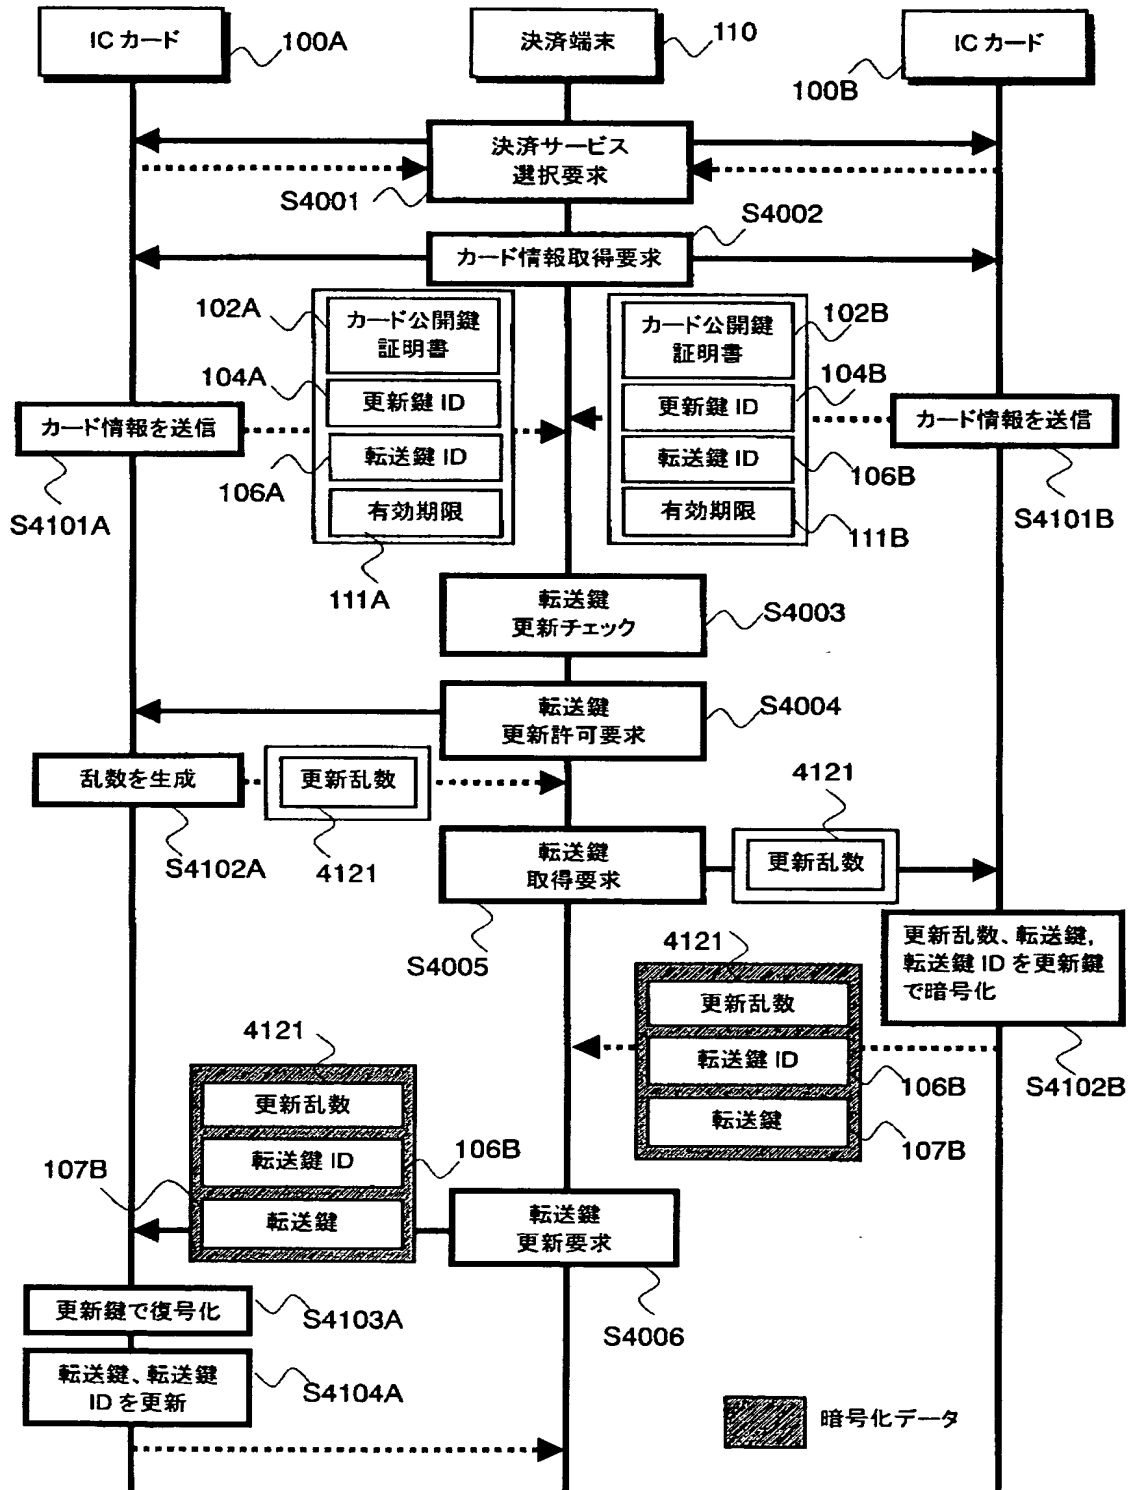 ICカード
100A
決済端末
110
ICカード
100B
決済サービス
選択要求
S4001
S4002
カード情報取得要求
102A
カード公開鍵
証明書
104A
更新鍵ID
転送鍵ID
106A
有効期限
111A
カード公開鍵
証明書
102B
104B
更新鍵ID
転送鍵ID
106B
有効期限
111B
カード情報を送信
S4101A
カード情報を送信
S4101B
転送鍵
更新チェック
S4003
転送鍵
更新許可要求
S4004
乱数を生成
S4102A
更新乱数
4121
転送鍵
取得要求
S4005
4121
更新乱数
更新乱数、転送鍵,
転送鍵IDを更新鍵
で暗号化
S4102B
4121
更新乱数
転送鍵ID
106B
転送鍵
107B
4121
更新乱数
転送鍵ID
106B
107B
転送鍵
転送鍵
更新要求
S4006
更新鍵で復号化
S4103A
転送鍵、転送鍵
IDを更新
S4104A
暗号化データ